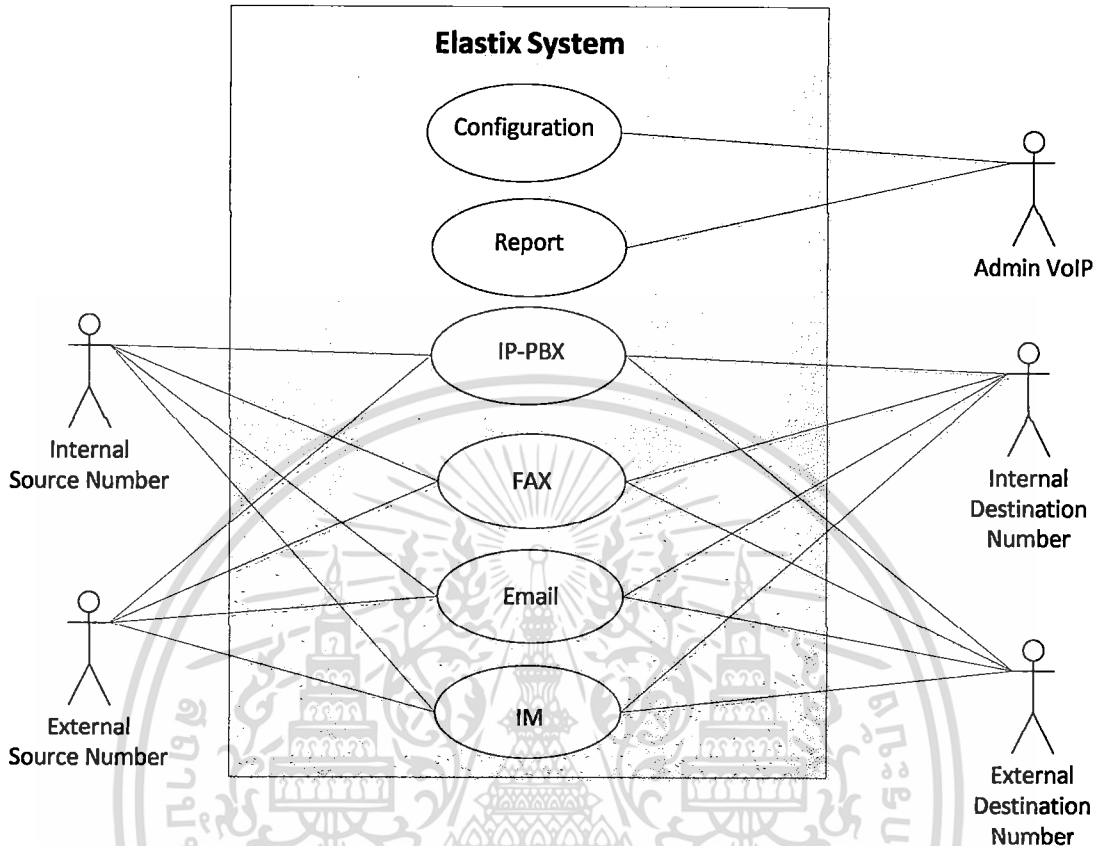 Elastix System
Configuration
Admin VoIP
Report
IP-PBX
Internal
Source Number
FAX
Internal
Destination
Number
Email
External
Source Number
IM
External
Destination
Number